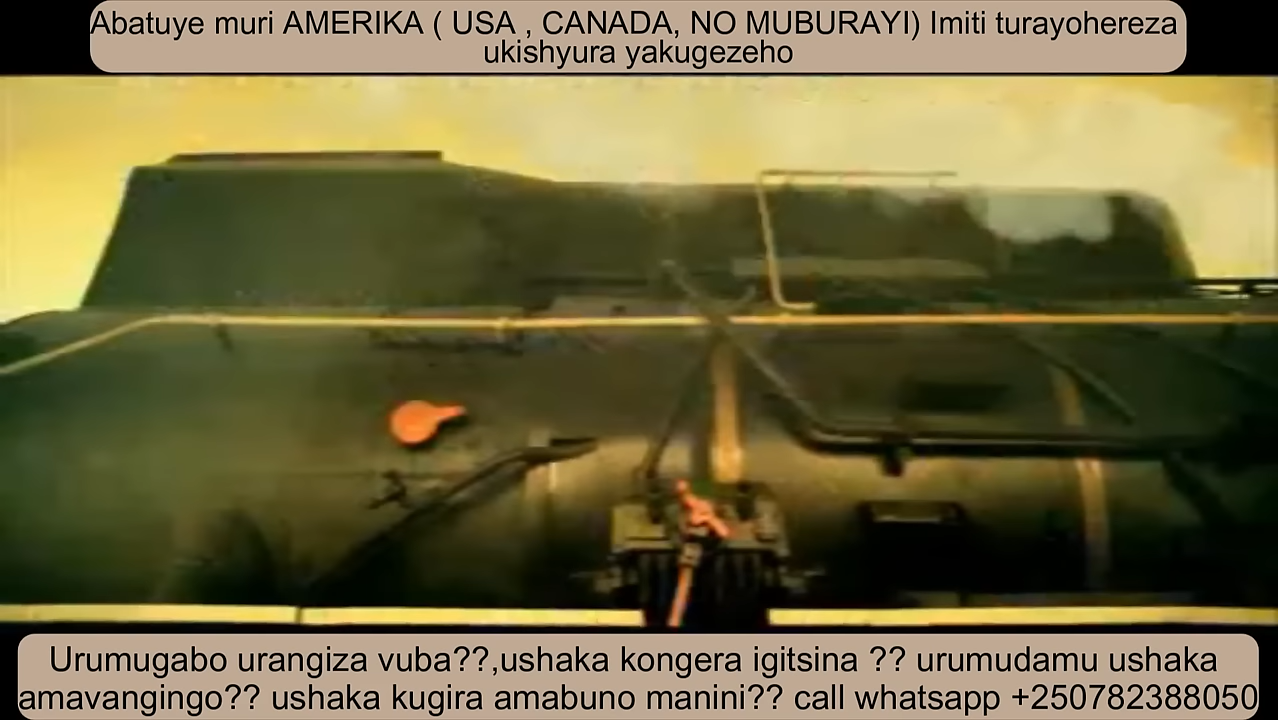 Abatuye muri AMERIKA ( USA , CANADA, NO MUBURAYI) Imiti turayohereza
ukishyura yakugezeho
Urumugabo urangiza vuba??,ushaka kongera igitsina ?? urumudamu ushaka
amavangingo?? ushaka kugira amabuno manini?? call whatsapp +250782388050